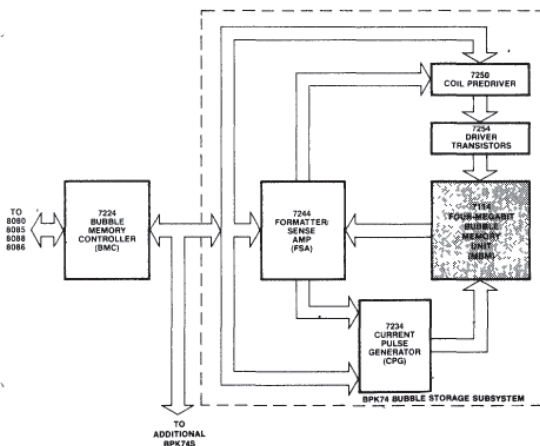 7250
COIL PREDRIVER
7254
DRIVER
TRANSISTORS
TO
8080
8085
8088
8086
7224
BUBBLE
MEMORY
CONTROLLER
(BMC)
7244
FORMATTER/
SENSE
AMP
(FSA)
7114
FOUR-MEGABIT
BUBBLE
MEMORY
UNIT
(MBM)
7234
CURRENT
PULSE
GENERATOR
(CPG)
BPK74 BUBBLE STORAGE SUBSYSTEM
TO
ADDITIONAL
BPK74S